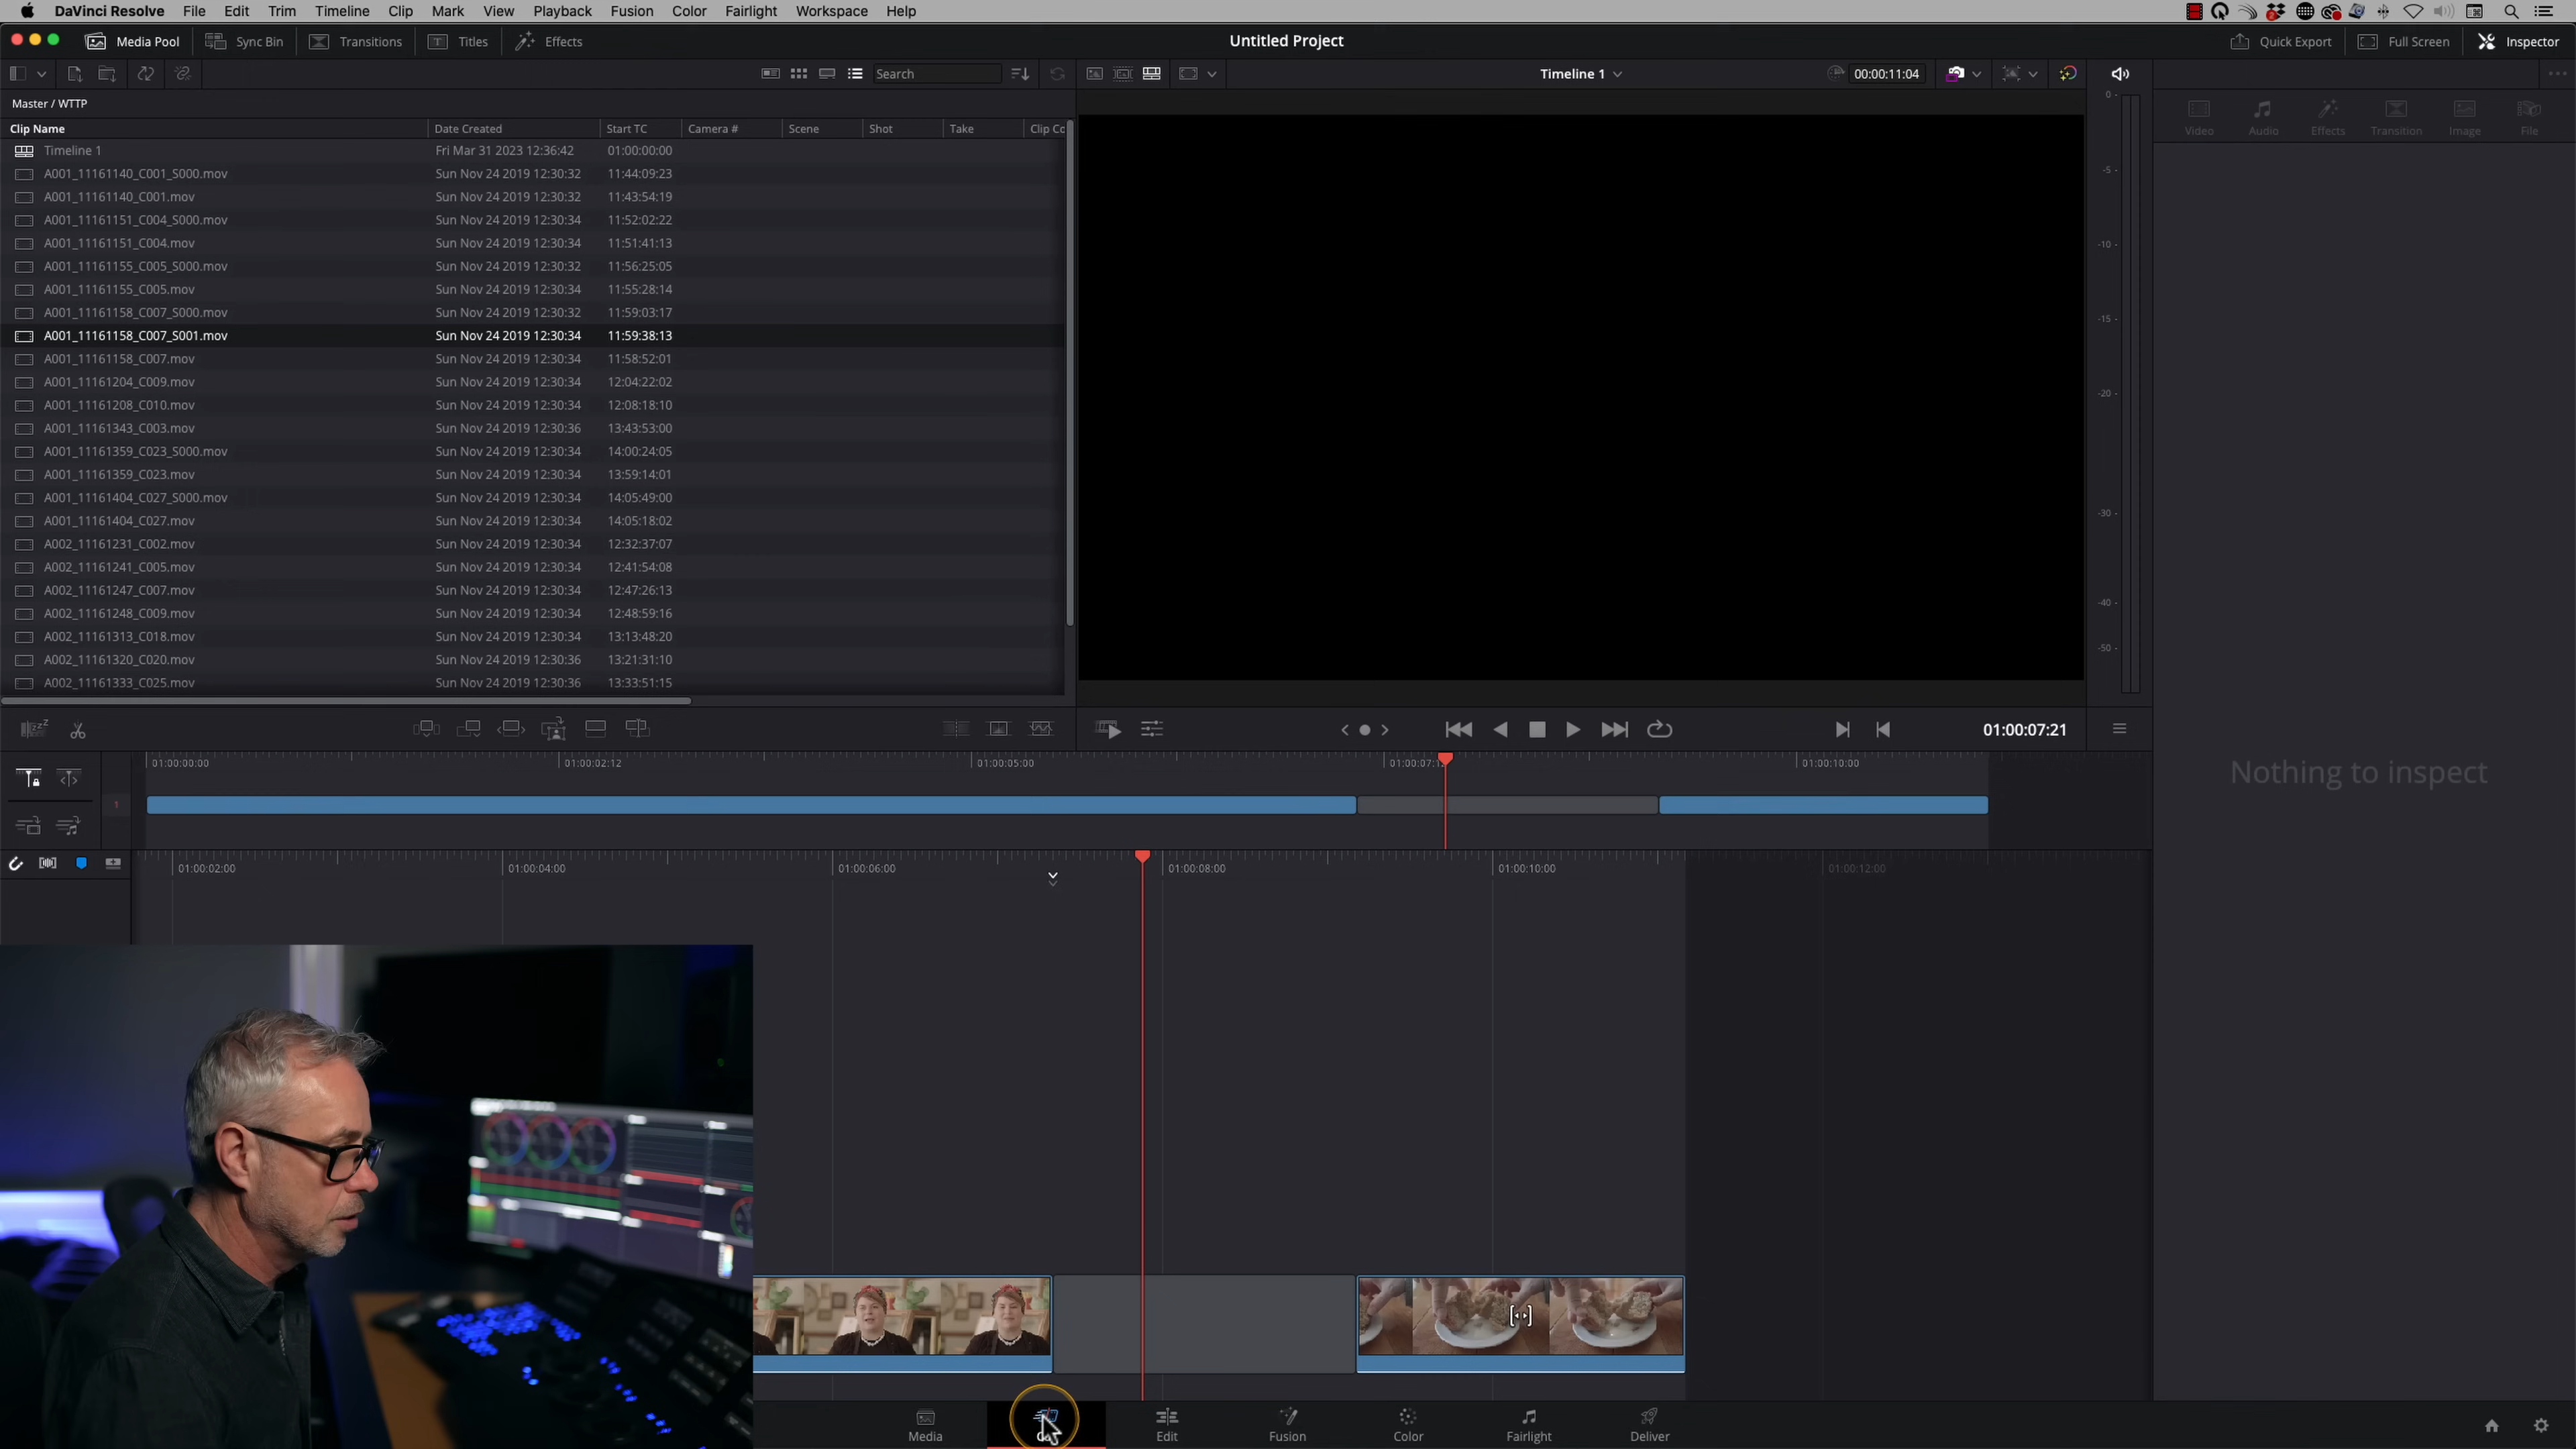 DaVinci Resolve File Edit Trim Timeline Clip Mark View Playback Fusion Color Fairlight Workspace Help
Media Pool Sync Bin Transitions Titles Effects Untitled Project Quick Export Full Screen Inspector
Search Timeline 1 00:00:11:04
Master / WTTP
Clip Name Date Created Start TC Camera # Scene Shot Take Clip Co
Timeline 1 Fri Mar 31 2023 12:36:42 01:00:00:00
A001_11161140_C001_S000.mov Sun Nov 24 2019 12:30:32 11:44:09:23
A001_11161140_C001.mov Sun Nov 24 2019 12:30:32 11:43:54:19
A001_11161151_C004_S000.mov Sun Nov 24 2019 12:30:34 11:52:02:22
A001_11161151_C004.mov Sun Nov 24 2019 12:30:34 11:51:41:13
A001_11161155_C005_S000.mov Sun Nov 24 2019 12:30:32 11:56:25:05
A001_11161155_C005.mov Sun Nov 24 2019 12:30:34 11:55:28:14
A001_11161158_C007_S000.mov Sun Nov 24 2019 12:30:32 11:59:03:17
A001_11161158_C007_S001.mov Sun Nov 24 2019 12:30:34 11:59:38:13
A001_11161158_C007.mov Sun Nov 24 2019 12:30:34 11:58:52:01
A001_11161204_C009.mov Sun Nov 24 2019 12:30:34 12:04:22:02
A001_11161208_C010.mov Sun Nov 24 2019 12:30:34 12:08:18:10
A001_11161343_C003.mov Sun Nov 24 2019 12:30:36 13:43:53:00
A001_11161359_C023_S000.mov Sun Nov 24 2019 12:30:34 14:00:24:05
A001_11161359_C023.mov Sun Nov 24 2019 12:30:34 13:59:14:01
A001_11161404_C027_S000.mov Sun Nov 24 2019 12:30:34 14:05:49:00
A001_11161404_C027.mov Sun Nov 24 2019 12:30:34 14:05:18:02
A002_11161231_C002.mov Sun Nov 24 2019 12:30:34 12:32:37:07
A002_11161241_C005.mov Sun Nov 24 2019 12:30:34 12:41:54:08
A002_11161247_C007.mov Sun Nov 24 2019 12:30:34 12:47:26:13
A002_11161248_C009.mov Sun Nov 24 2019 12:30:34 12:48:59:16
A002_11161313_C018.mov Sun Nov 24 2019 12:30:34 13:13:48:20
A002_11161320_C020.mov Sun Nov 24 2019 12:30:36 13:21:31:10
A002_11161333_C025.mov Sun Nov 24 2019 12:30:36 13:33:51:15
0
-5
-10
-15
-20
-30
-40
-50
Video Audio Effects Transition Image File
Nothing to inspect
01:00:07:21
01:00:00:00 01:00:02:12 01:00:05:00 01:00:07:1 01:00:10:00
1
01:00:02:00 01:00:04:00 01:00:06:00 01:00:08:00 01:00:10:00 01:00:12:00
Media Edit Fusion Color Fairlight Deliver